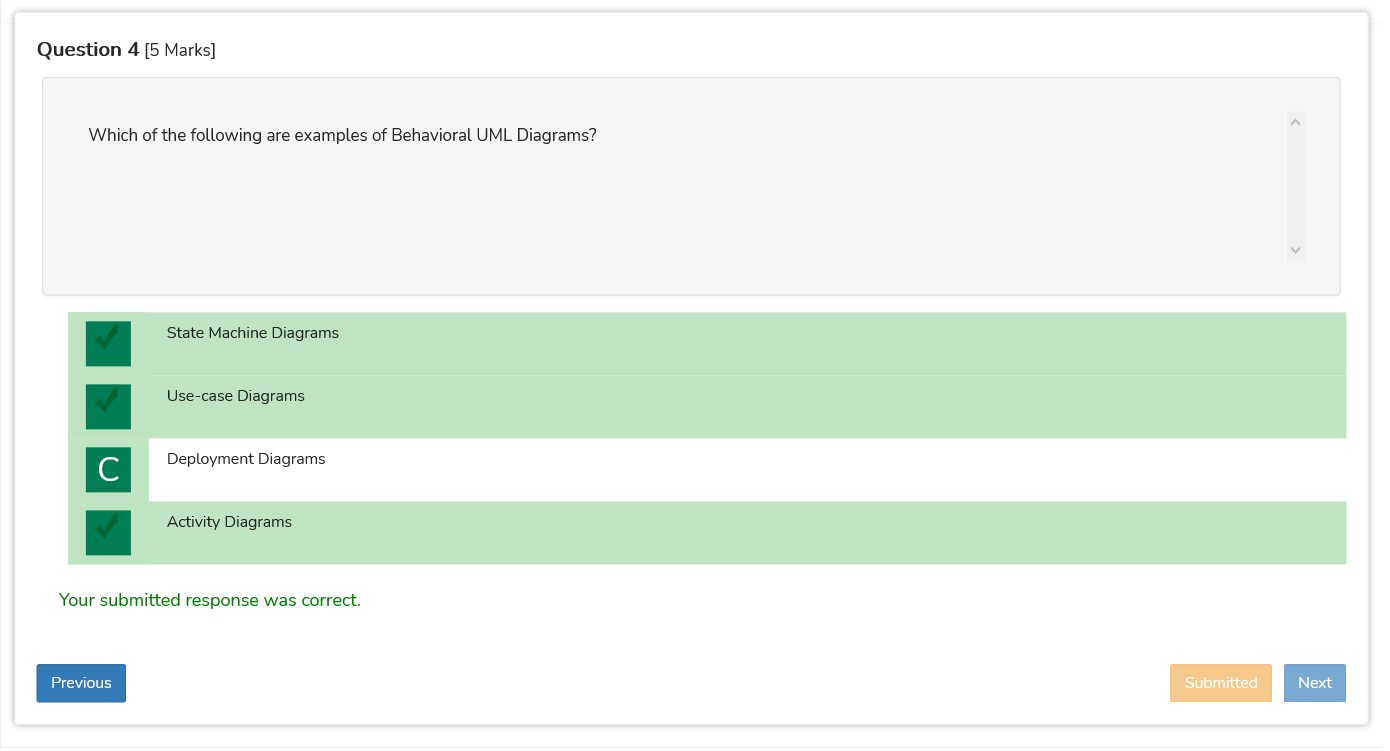 Question 4 [5 Marks]
Which of the following are examples of Behavioral UML Diagrams?
State Machine Diagrams
Use-case Diagrams
C Deployment Diagrams
Activity Diagrams
Your submitted response was correct.
Previous Submitted Next